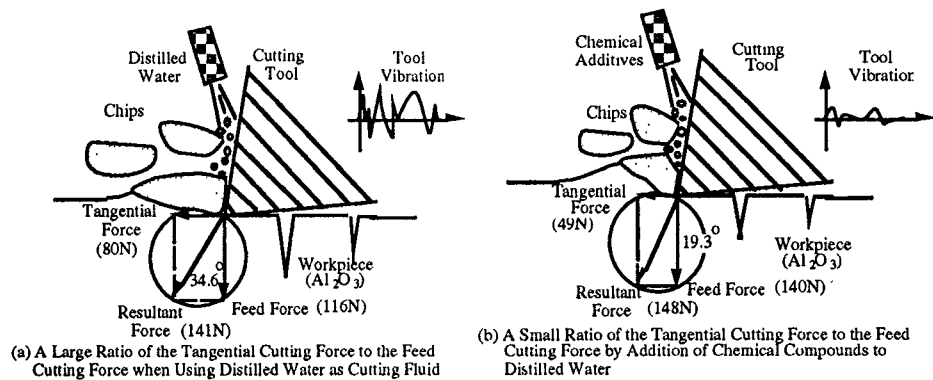 Distilled
Water
Cutting
Tool
Tool
Vibration
Chips
Tangential
Force
(80N)
34.6°
Workpiece
(Al2O3)
Resultant
Force (141N)
Feed Force (116N)
(a) A Large Ratio of the Tangential Cutting Force to the Feed
Cutting Force when Using Distilled Water as Cutting Fluid
Chemical
Additives
Cutting
Tool
Tool
Vibration
Chips
Tangential
Force
(49N)
19.3°
Workpiece
(Al2O3)
Resultant
Force (148N)
Feed Force (140N)
(b) A Small Ratio of the Tangential Cutting Force to the Feed
Cutting Force by Addition of Chemical Compounds to
Distilled Water